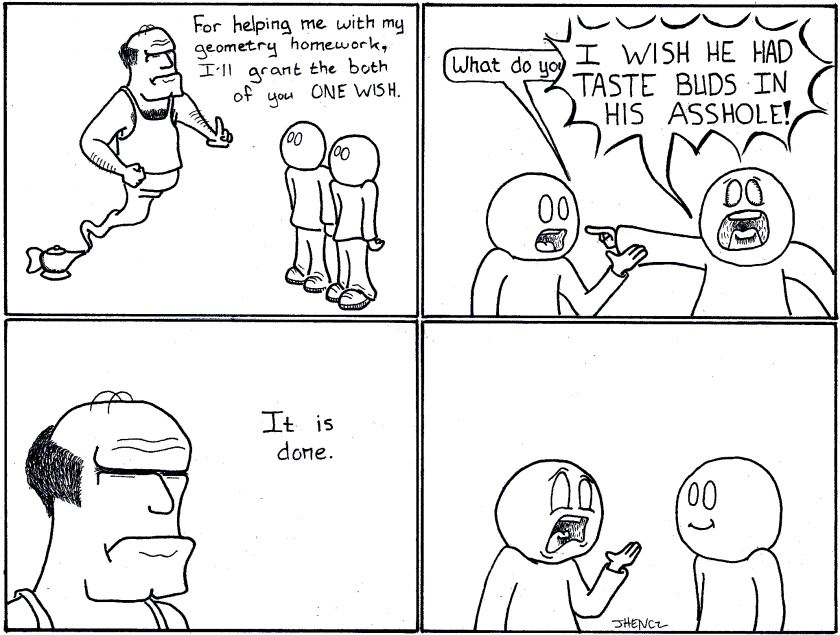 For helping me with my
geometry homework,
I'll grant the both
of you ONE WISH.
What do you
I WISH HE HAD
TASTE BUDS IN
HIS ASSHOLE!
It is
done.
JHENCZ